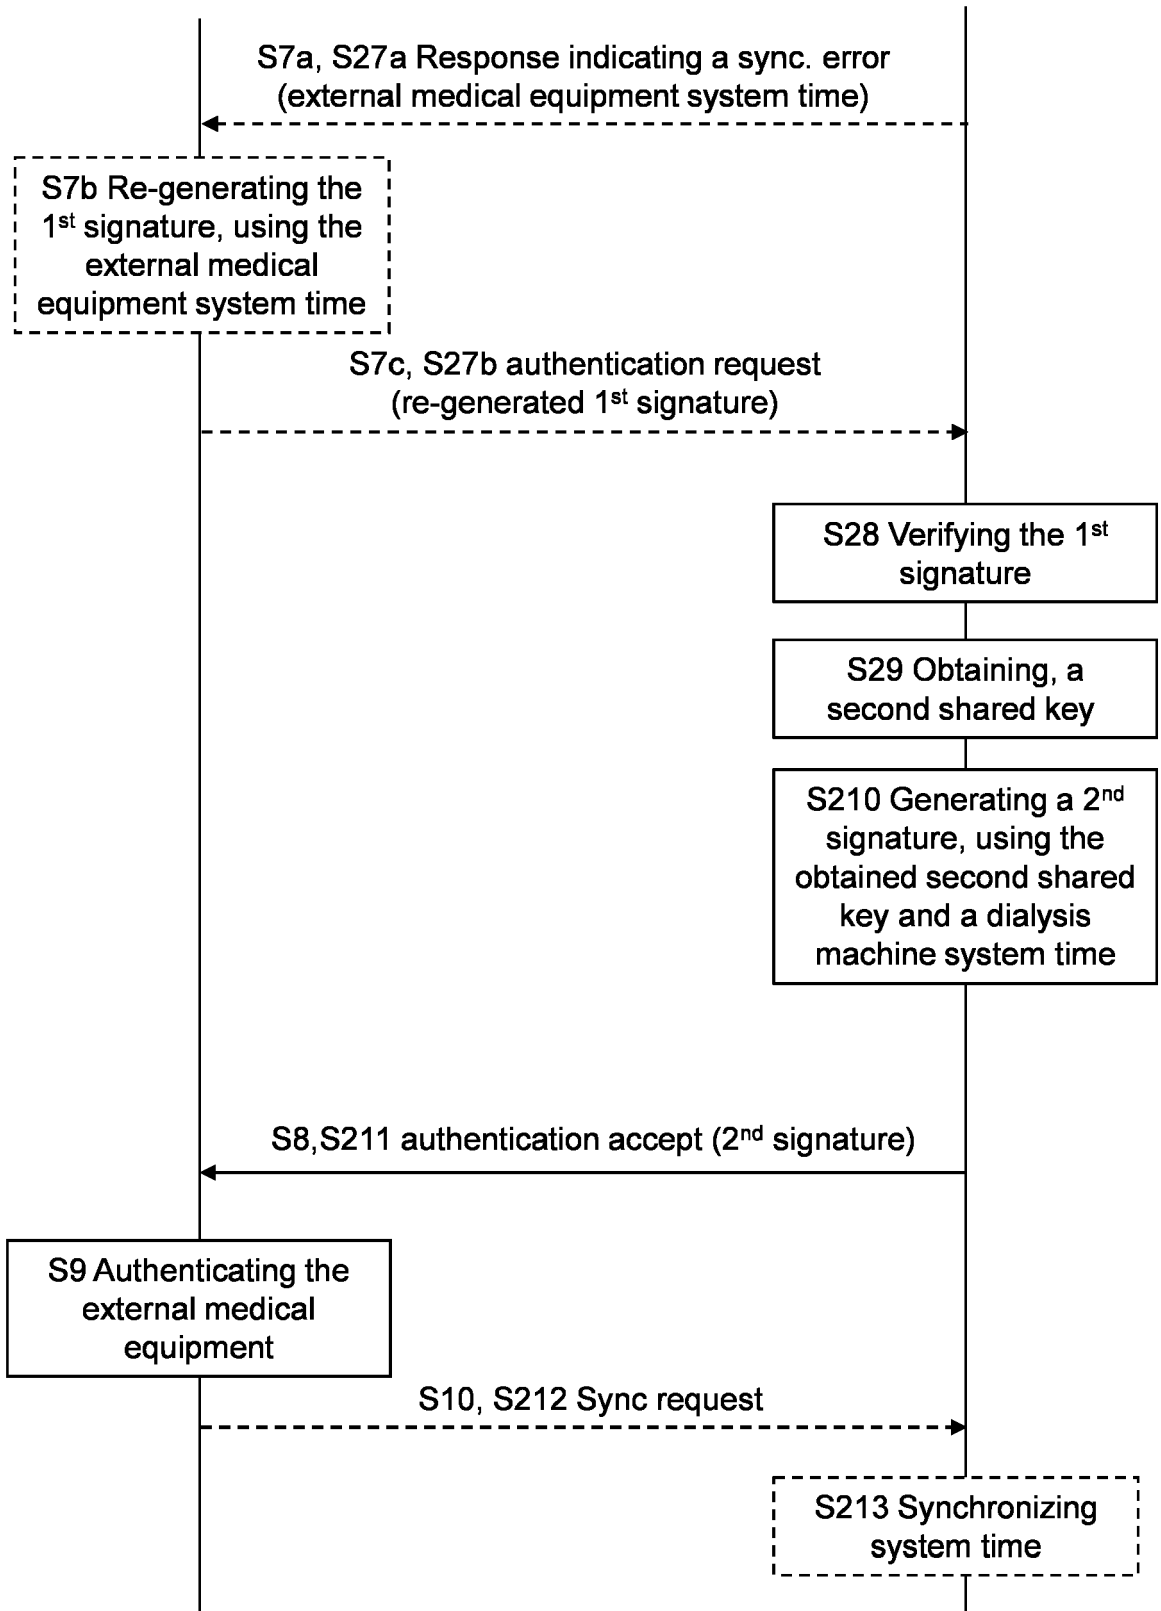 S7a, S27a Response indicating a sync. error
(external medical equipment system time)
S7b Re-generating the
1st signature, using the
external medical
equipment system time
S7c, S27b authentication request
(re-generated 1st signature)
S28 Verifying the 1st
signature
S29 Obtaining, a
second shared key
S210 Generating a 2nd
signature, using the
obtained second shared
key and a dialysis
machine system time
S8,S211 authentication accept (2nd signature)
S9 Authenticating the
external medical
equipment
S10, S212 Sync request
S213 Synchronizing
system time